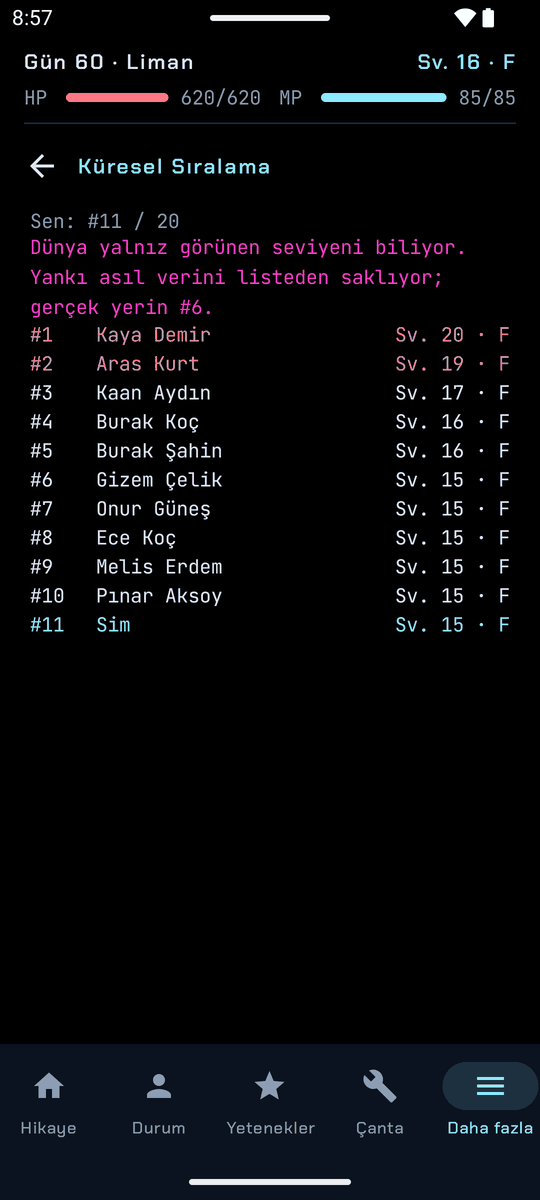 8:57
Gün 60 · Liman Sv. 16 · F
HP 620/620 MP 85/85
Küresel Sıralama
Sen: #11 / 20
Dünya yalnız görünen seviyeni biliyor.
Yankı asıl verini listeden saklıyor;
gerçek yerin #6.
#1 Kaya Demir Sv. 20 · F
#2 Aras Kurt Sv. 19 · F
#3 Kaan Aydın Sv. 17 · F
#4 Burak Koç Sv. 16 · F
#5 Burak Şahin Sv. 16 · F
#6 Gizem Çelik Sv. 15 · F
#7 Onur Güneş Sv. 15 · F
#8 Ece Koç Sv. 15 · F
#9 Melis Erdem Sv. 15 · F
#10 Pınar Aksoy Sv. 15 · F
#11 Sim Sv. 15 · F
Hikaye Durum Yetenekler Çanta Daha fazla